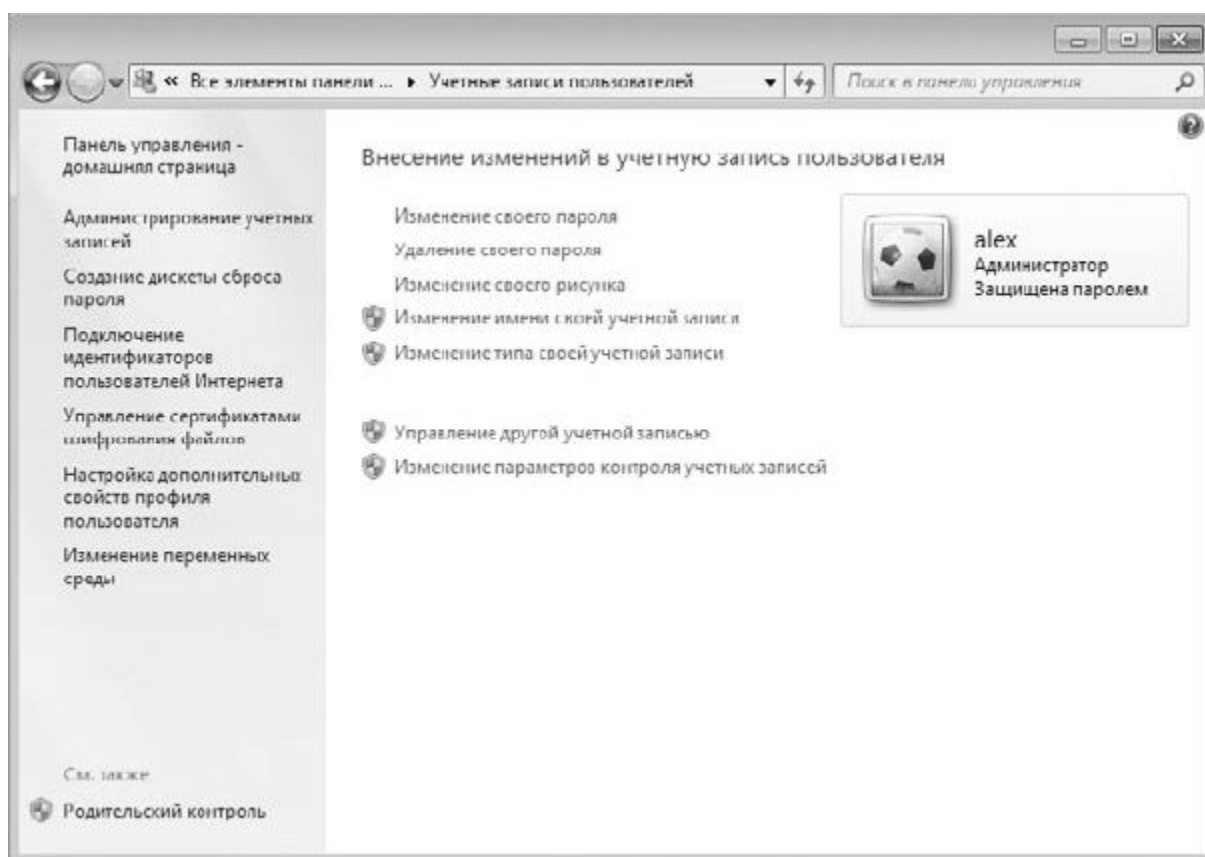 « Все элементы панели ... ▸ Учетные записи пользователей
Поиск в панели управления
Панель управления -
домашняя страница
Администрирование учетных
записей
Создание дискеты сброса
пароля
Подключение
идентификаторов
пользователей Интернета
Управление сертификатами
шифрования файлов
Настройка дополнительных
свойств профиля
пользователя
Изменение переменных
среды
См. также
Родительский контроль
Внесение изменений в учетную запись пользователя
Изменение своего пароля
Удаление своего пароля
Изменение своего рисунка
Изменение имени своей учетной записи
Изменение типа своей учетной записи
Управление другой учетной записью
Изменение параметров контроля учетных записей
alex
Администратор
Защищена паролем